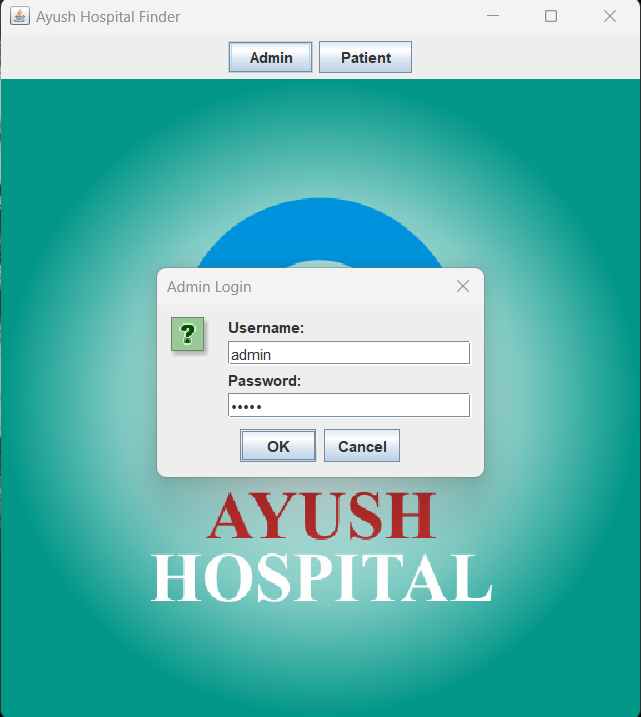 Ayush Hospital Finder
Admin Patient
Admin Login
?
Username:
admin
Password:
•••••
OK Cancel
AYUSH
HOSPITAL